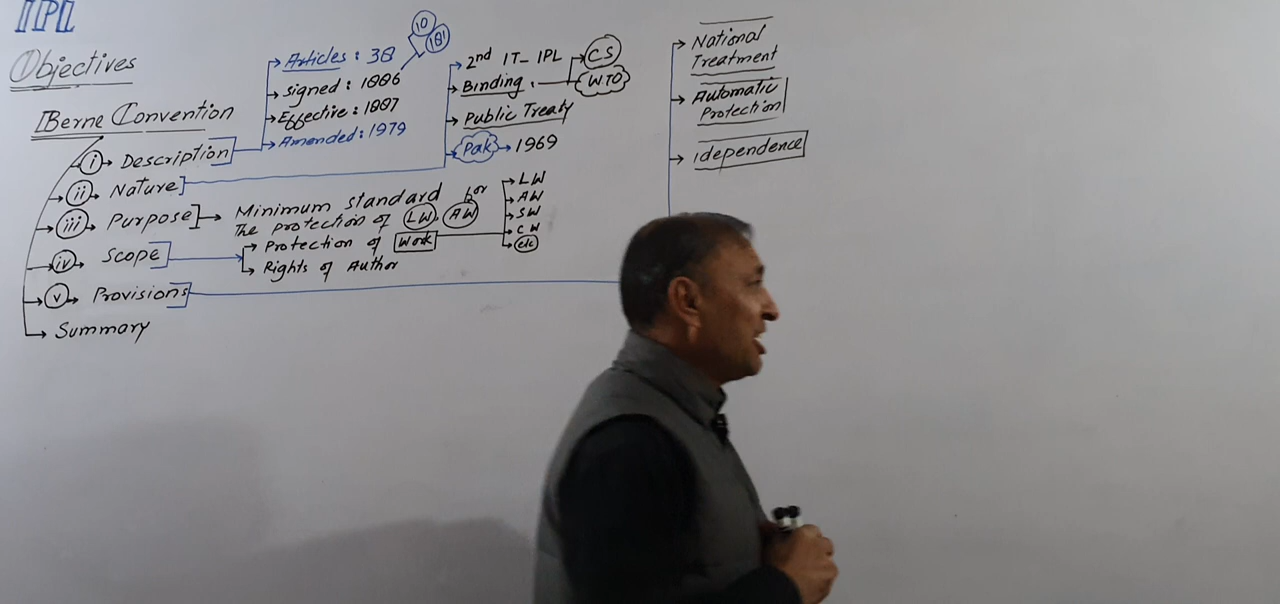 IPL
Objectives
Berne Convention
i Description
Articles : 38
10
181
signed : 1886
Effective : 1887
Amended : 1979
ii Nature
2nd IT-IPL
Binding . CS
WTO
Public Treaty
Pak 1969
iii Purpose
Minimum standard for
The protection of LW, AW
iv Scope
Protection of Work
Rights of Author
LW
AW
SW
CW
etc
v Provisions
National
Treatment
Automatic
Protection
Idependence
Summary